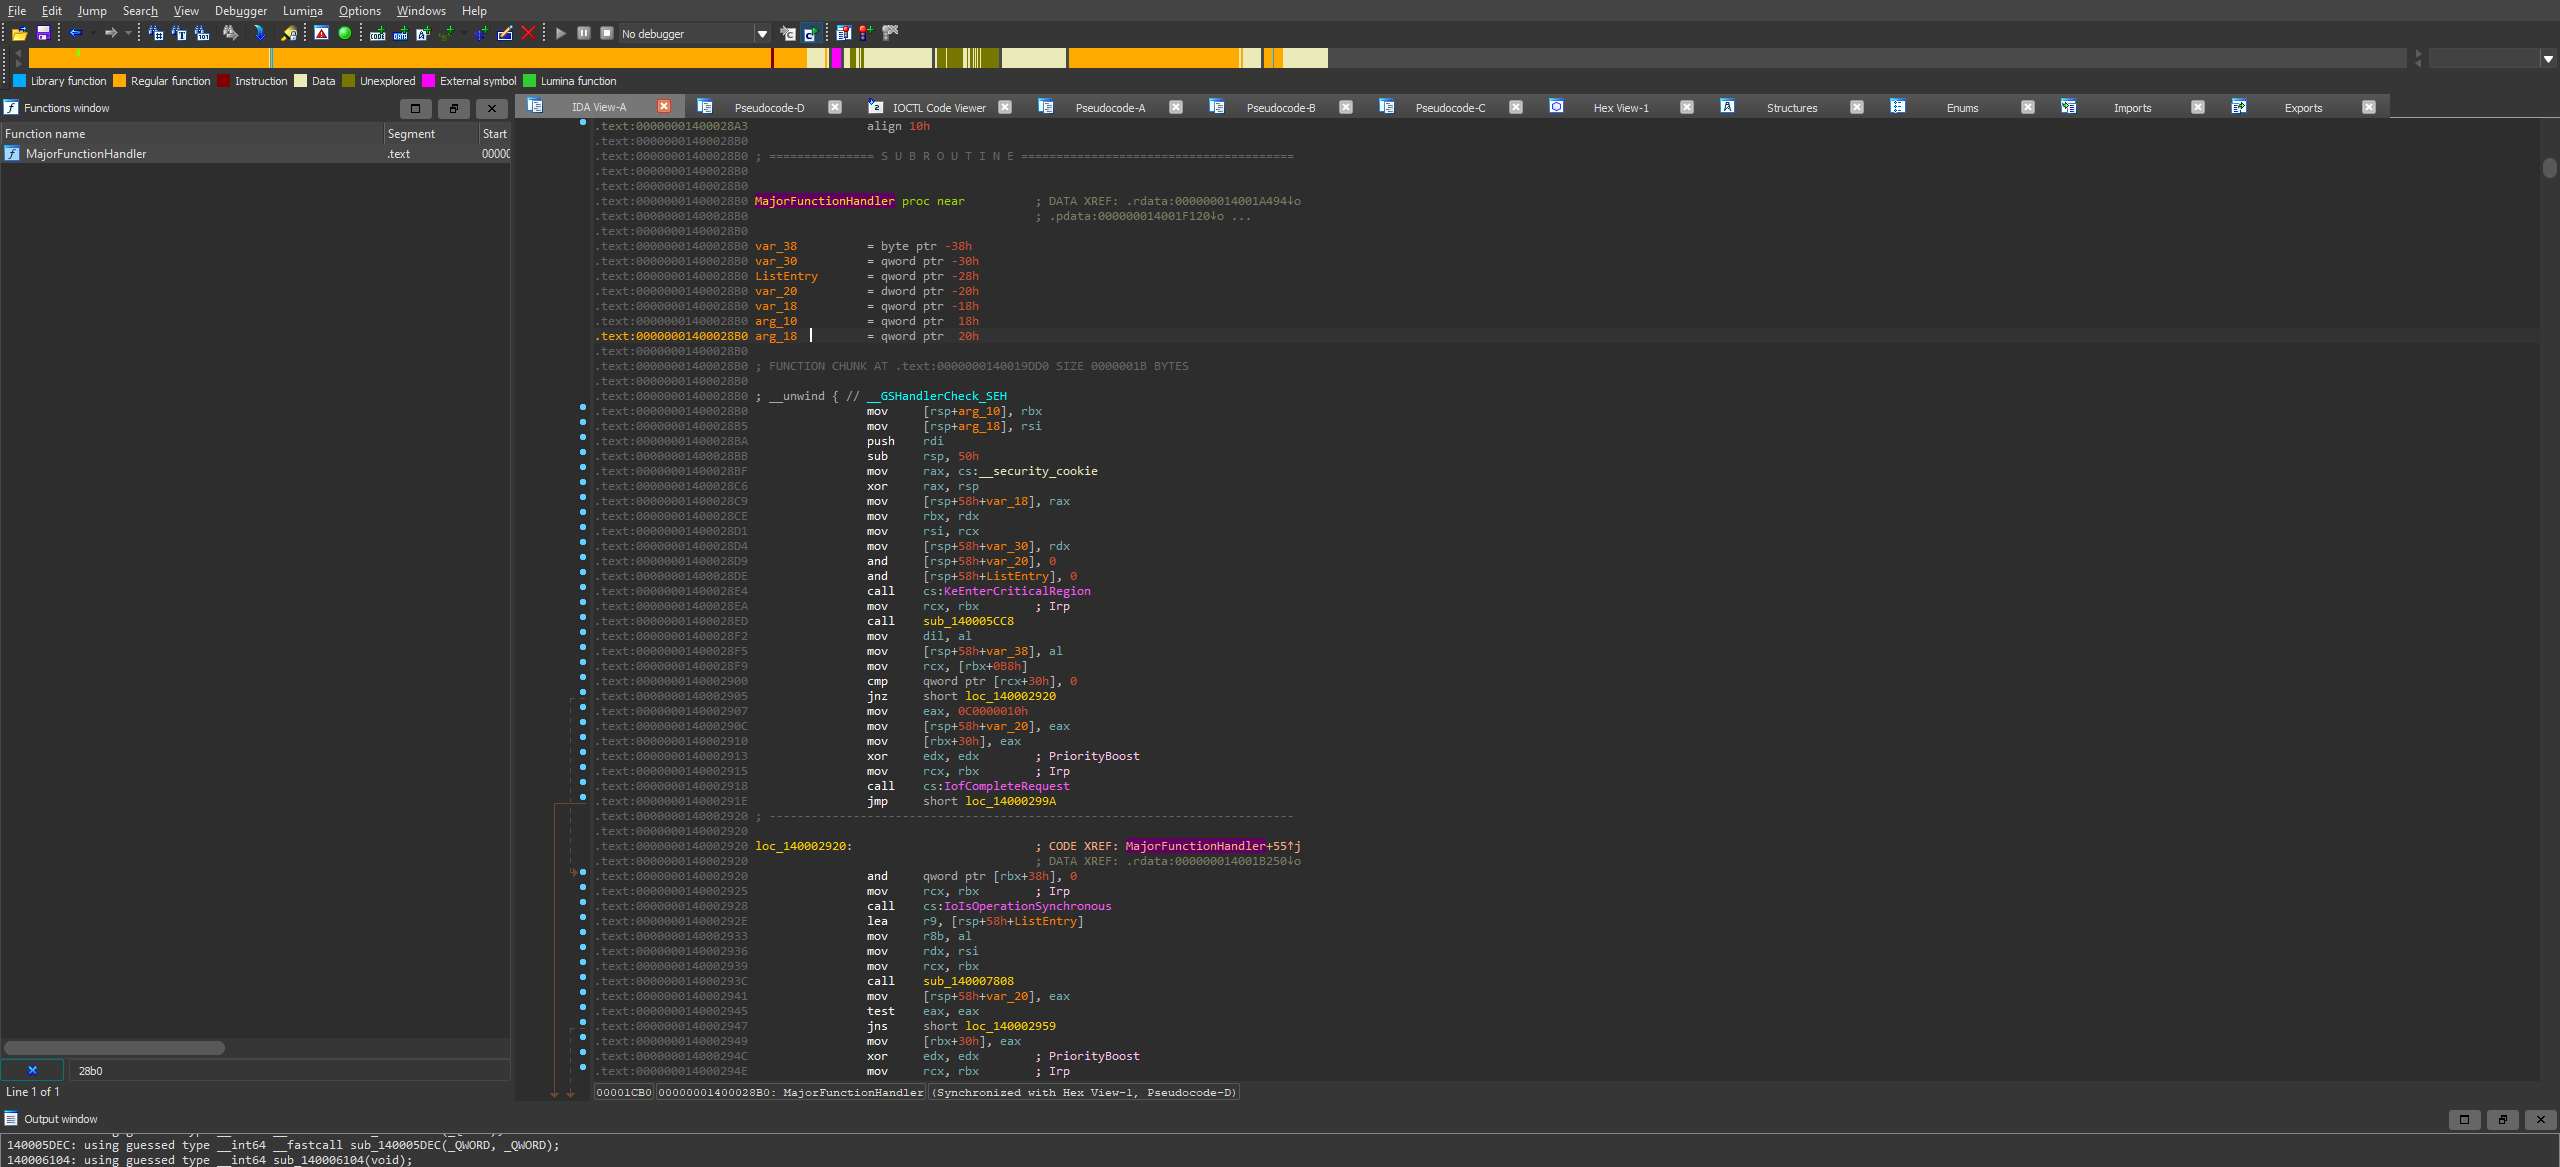 File Edit Jump Search View Debugger Lumina Options Windows Help
No debugger
Library function Regular function Instruction Data Unexplored External symbol Lumina function
Functions window
IDA View-A Pseudocode-D IOCTL Code Viewer Pseudocode-A Pseudocode-B Pseudocode-C Hex View-1 Structures Enums Imports Exports
Function name Segment Start
MajorFunctionHandler .text 00000
.text:00000001400028A3 align 10h
.text:00000001400028B0
.text:00000001400028B0 ; =============== S U B R O U T I N E =======================================
.text:00000001400028B0
.text:00000001400028B0
.text:00000001400028B0 MajorFunctionHandler proc near ; DATA XREF: .rdata:000000014001A494↓o
.text:00000001400028B0 ; .pdata:000000014001F120↓o ...
.text:00000001400028B0
.text:00000001400028B0 var_38 = byte ptr -38h
.text:00000001400028B0 var_30 = qword ptr -30h
.text:00000001400028B0 ListEntry = qword ptr -28h
.text:00000001400028B0 var_20 = dword ptr -20h
.text:00000001400028B0 var_18 = qword ptr -18h
.text:00000001400028B0 arg_10 = qword ptr 18h
.text:00000001400028B0 arg_18 = qword ptr 20h
.text:00000001400028B0
.text:00000001400028B0 ; FUNCTION CHUNK AT .text:0000000140019DD0 SIZE 0000001B BYTES
.text:00000001400028B0
.text:00000001400028B0 ; __unwind { // __GSHandlerCheck_SEH
.text:00000001400028B0 mov [rsp+arg_10], rbx
.text:00000001400028B5 mov [rsp+arg_18], rsi
.text:00000001400028BA push rdi
.text:00000001400028BB sub rsp, 50h
.text:00000001400028BF mov rax, cs:__security_cookie
.text:00000001400028C6 xor rax, rsp
.text:00000001400028C9 mov [rsp+58h+var_18], rax
.text:00000001400028CE mov rbx, rdx
.text:00000001400028D1 mov rsi, rcx
.text:00000001400028D4 mov [rsp+58h+var_30], rdx
.text:00000001400028D9 and [rsp+58h+var_20], 0
.text:00000001400028DE and [rsp+58h+ListEntry], 0
.text:00000001400028E4 call cs:KeEnterCriticalRegion
.text:00000001400028EA mov rcx, rbx ; Irp
.text:00000001400028ED call sub_140005CC8
.text:00000001400028F2 mov dil, al
.text:00000001400028F5 mov [rsp+58h+var_38], al
.text:00000001400028F9 mov rcx, [rbx+0B8h]
.text:0000000140002900 cmp qword ptr [rcx+30h], 0
.text:0000000140002905 jnz short loc_140002920
.text:0000000140002907 mov eax, 0C0000010h
.text:000000014000290C mov [rsp+58h+var_20], eax
.text:0000000140002910 mov [rbx+30h], eax
.text:0000000140002913 xor edx, edx ; PriorityBoost
.text:0000000140002915 mov rcx, rbx ; Irp
.text:0000000140002918 call cs:IofCompleteRequest
.text:000000014000291E jmp short loc_14000299A
.text:0000000140002920 ; ---------------------------------------------------------------------------
.text:0000000140002920
.text:0000000140002920 loc_140002920: ; CODE XREF: MajorFunctionHandler+55↑j
.text:0000000140002920 ; DATA XREF: .rdata:000000014001B250↓o
.text:0000000140002920 and qword ptr [rbx+38h], 0
.text:0000000140002925 mov rcx, rbx ; Irp
.text:0000000140002928 call cs:IoIsOperationSynchronous
.text:000000014000292E lea r9, [rsp+58h+ListEntry]
.text:0000000140002933 mov r8b, al
.text:0000000140002936 mov rdx, rsi
.text:0000000140002939 mov rcx, rbx
.text:000000014000293C call sub_140007808
.text:0000000140002941 mov [rsp+58h+var_20], eax
.text:0000000140002945 test eax, eax
.text:0000000140002947 jns short loc_140002959
.text:0000000140002949 mov [rbx+30h], eax
.text:000000014000294C xor edx, edx ; PriorityBoost
.text:000000014000294E mov rcx, rbx ; Irp
28b0
Line 1 of 1
00001CB0 00000001400028B0: MajorFunctionHandler (Synchronized with Hex View-1, Pseudocode-D)
Output window
140005DEC: using guessed type __int64 __fastcall sub_140005DEC(_QWORD, _QWORD);
140006104: using guessed type __int64 sub_140006104(void);